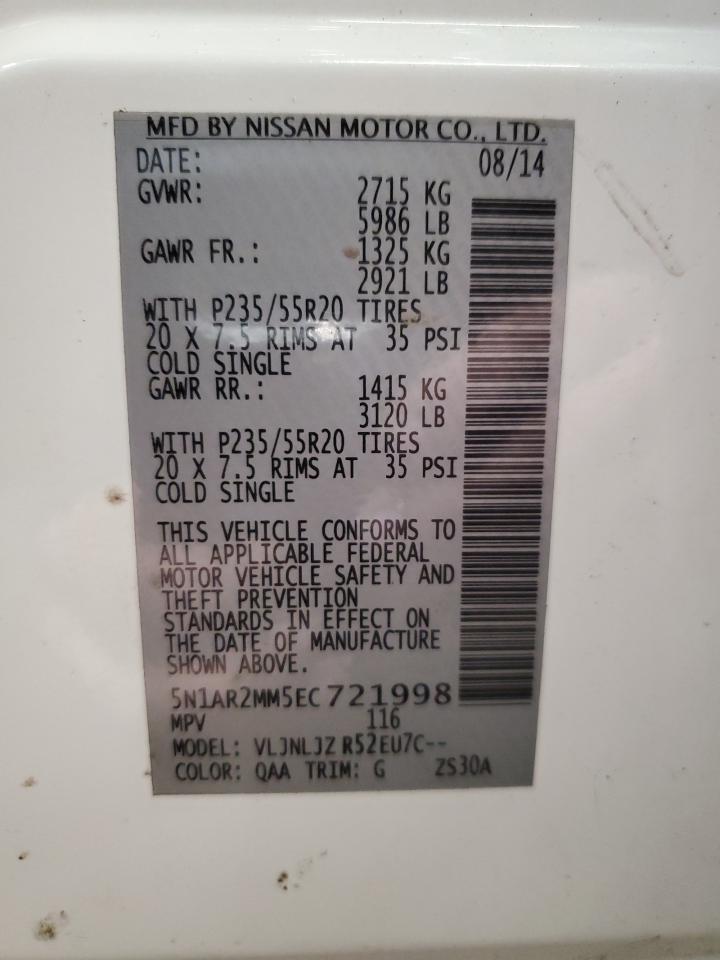 MFD BY NISSAN MOTOR CO., LTD.
DATE: 08/14
GVWR: 2715 KG
5986 LB
GAWR FR.: 1325 KG
2921 LB
WITH P235/55R20 TIRES
20 X 7.5 RIMS AT 35 PSI
COLD SINGLE
GAWR RR.: 1415 KG
3120 LB
WITH P235/55R20 TIRES
20 X 7.5 RIMS AT 35 PSI
COLD SINGLE
THIS VEHICLE CONFORMS TO
ALL APPLICABLE FEDERAL
MOTOR VEHICLE SAFETY AND
THEFT PREVENTION
STANDARDS IN EFFECT ON
THE DATE OF MANUFACTURE
SHOWN ABOVE.
5N1AR2MM5EC721998
MPV 116
MODEL: VLJNLJZ R52EU7C--
COLOR: QAA TRIM: G ZS30A